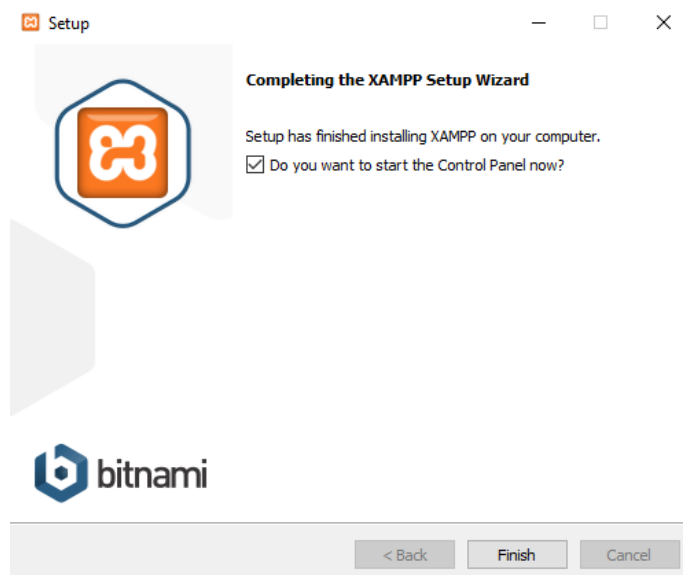 Setup
Completing the XAMPP Setup Wizard
Setup has finished installing XAMPP on your computer.
Do you want to start the Control Panel now?
bitnami
< Back
Finish
Cancel